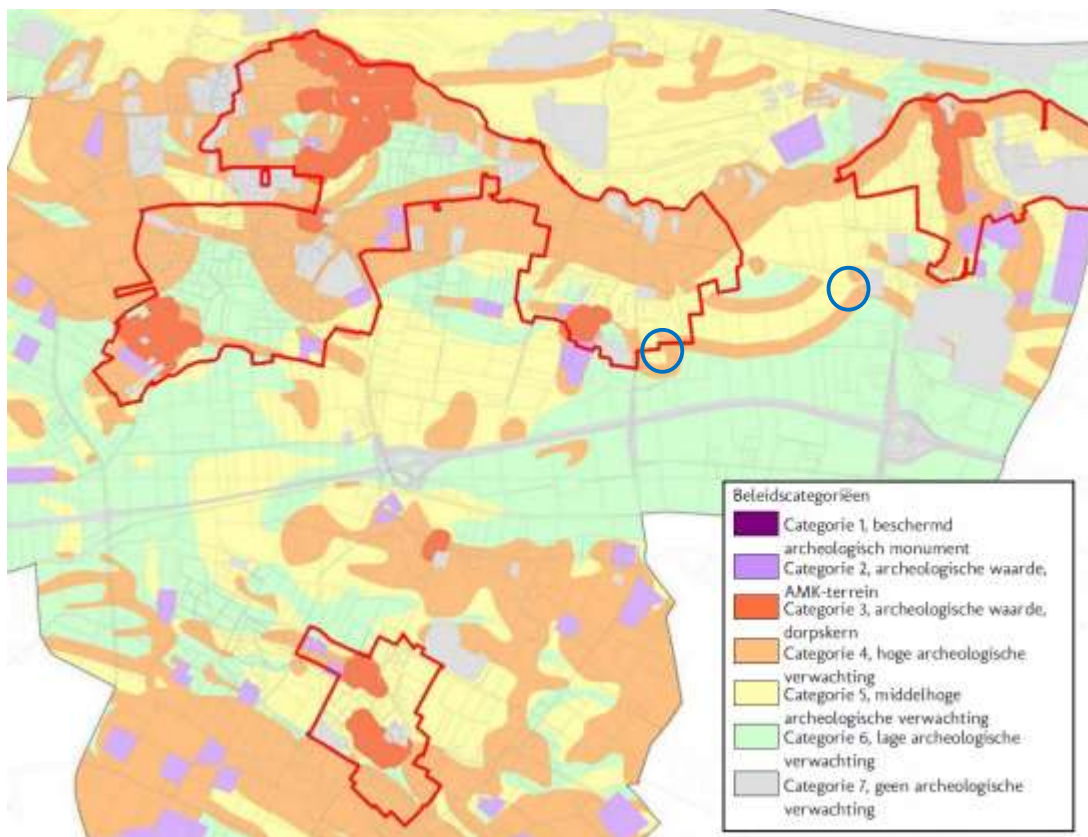 Beleidscategorieën
Categorie 1, beschermd
archeologisch monument
Categorie 2, archeologische waarde,
AMK-terrein
Categorie 3, archeologische waarde,
dorpskern
Categorie 4, hoge archeologische
verwachting
Categorie 5, middelhoge
archeologische verwachting
Categorie 6, lage archeologische
verwachting
Categorie 7, geen archeologische
verwachting